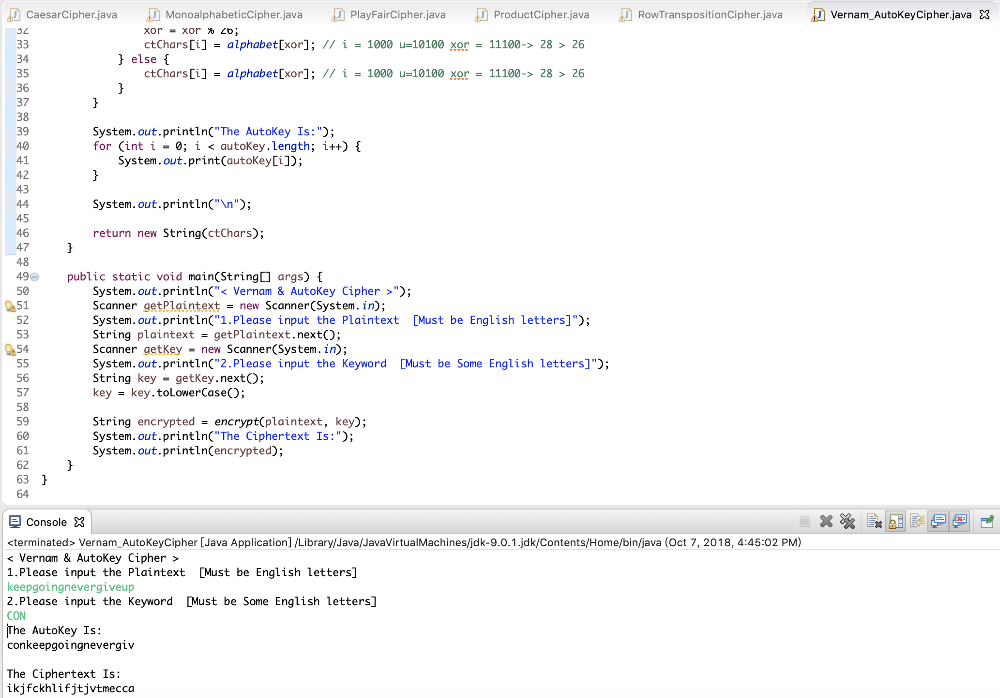 CaesarCipher.java MonoalphabeticCipher.java PlayFairCipher.java ProductCipher.java RowTranspositionCipher.java Vernam_AutoKeyCipher.java
32 xor = xor % 26;
33 ctChars[i] = alphabet[xor]; // i = 1000 u=10100 xor = 11100-> 28 > 26
34 } else {
35 ctChars[i] = alphabet[xor]; // i = 1000 u=10100 xor = 11100-> 28 > 26
36 }
37 }
38
39 System.out.println("The AutoKey Is:");
40 for (int i = 0; i < autoKey.length; i++) {
41 System.out.print(autoKey[i]);
42 }
43
44 System.out.println("\n");
45
46 return new String(ctChars);
47 }
48
49 public static void main(String[] args) {
50 System.out.println("< Vernam & AutoKey Cipher >");
51 Scanner getPlaintext = new Scanner(System.in);
52 System.out.println("1.Please input the Plaintext  [Must be English letters]");
53 String plaintext = getPlaintext.next();
54 Scanner getKey = new Scanner(System.in);
55 System.out.println("2.Please input the Keyword  [Must be Some English letters]");
56 String key = getKey.next();
57 key = key.toLowerCase();
58
59 String encrypted = encrypt(plaintext, key);
60 System.out.println("The Ciphertext Is:");
61 System.out.println(encrypted);
62 }
63 }
64
Console
<terminated> Vernam_AutoKeyCipher [Java Application] /Library/Java/JavaVirtualMachines/jdk-9.0.1.jdk/Contents/Home/bin/java (Oct 7, 2018, 4:45:02 PM)
< Vernam & AutoKey Cipher >
1.Please input the Plaintext  [Must be English letters]
keepgoingnevergiveup
2.Please input the Keyword  [Must be Some English letters]
CON
The AutoKey Is:
conkeepgoingnevergiv

The Ciphertext Is:
ikjfckhlifjtjvtmecca